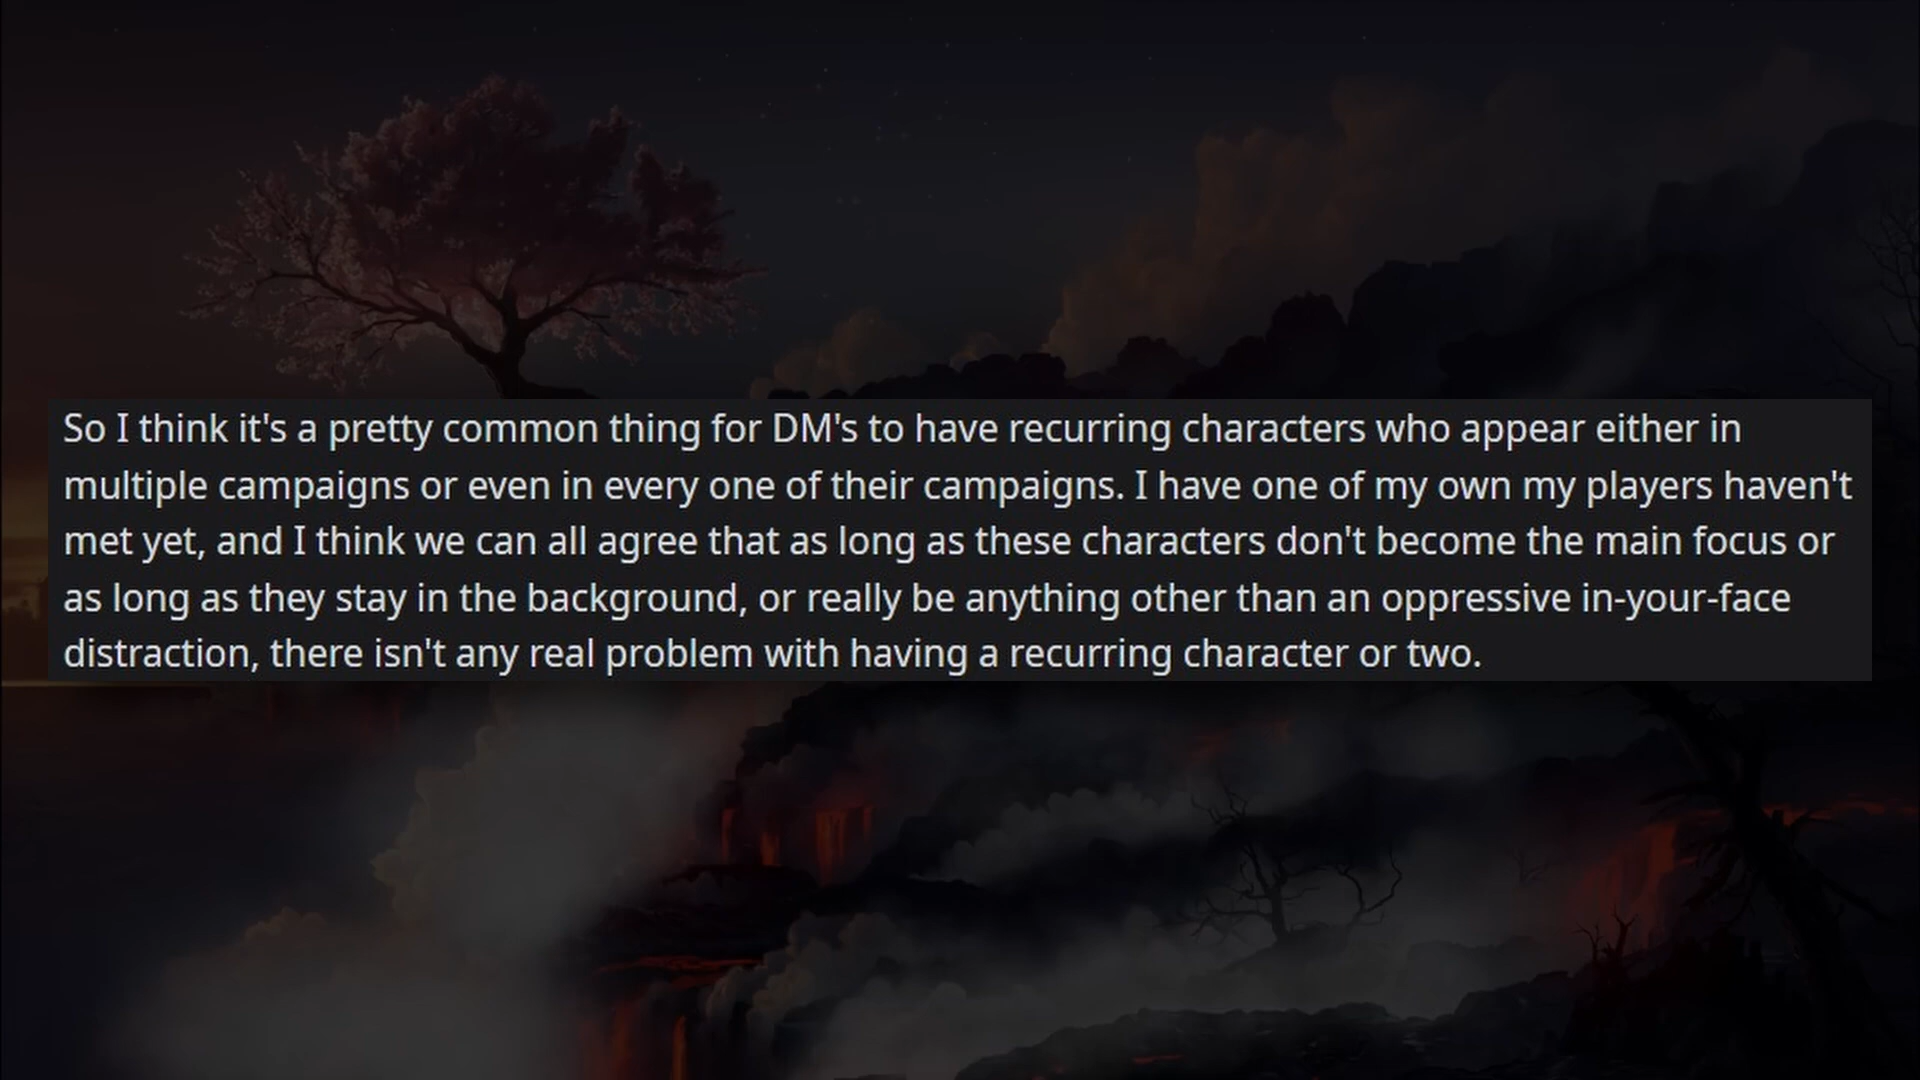 So I think it's a pretty common thing for DM's to have recurring characters who appear either in
multiple campaigns or even in every one of their campaigns. I have one of my own my players haven't
met yet, and I think we can all agree that as long as these characters don't become the main focus or
as long as they stay in the background, or really be anything other than an oppressive in-your-face
distraction, there isn't any real problem with having a recurring character or two.